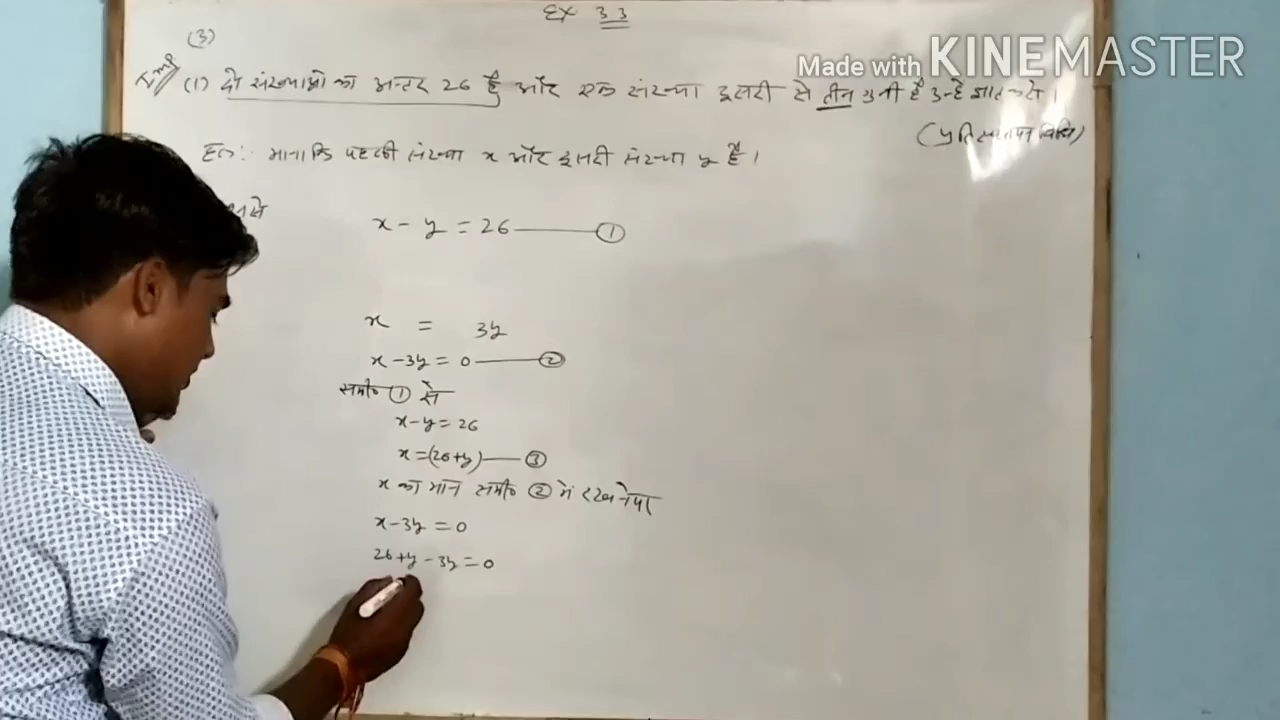 Ex 3.3
Made with KINEMASTER
(3)
Imp (1) दो संख्याओं का अन्तर 26 है और एक संख्या दूसरी से तीन गुनी है उन्हें ज्ञात करो।
(प्रतिस्थापन विधि)
हल:- माना कि पहली संख्या x और दूसरी संख्या y है।
x - y = 26 ①
x = 3y
x - 3y = 0 ②
समी० ① से
x - y = 26
x = (26+y) ③
x का मान समी० ② में रखने पर
x - 3y = 0
26 + y - 3y = 0